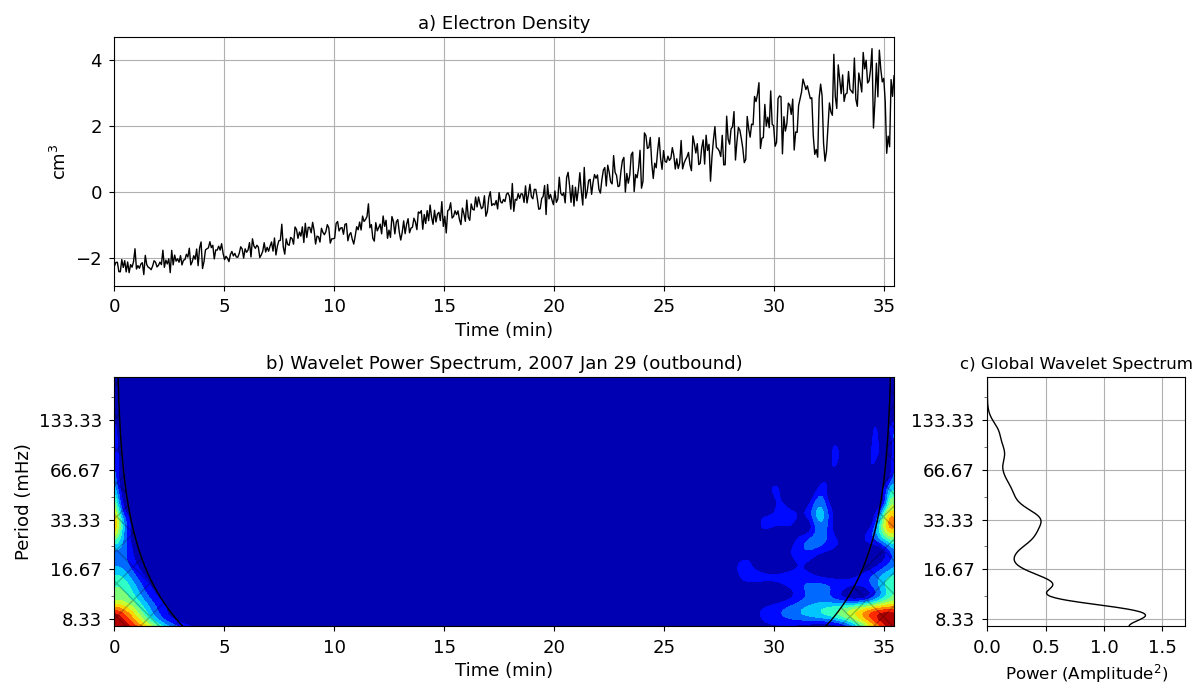 a) Electron Density
4
2
0
−2
cm³
0 5 10 15 20 25 30 35
Time (min)
b) Wavelet Power Spectrum, 2007 Jan 29 (outbound)
133.33
66.67
33.33
16.67
8.33
Period (mHz)
0 5 10 15 20 25 30 35
Time (min)
c) Global Wavelet Spectrum
133.33
66.67
33.33
16.67
8.33
0.0 0.5 1.0 1.5
Power (Amplitude²)